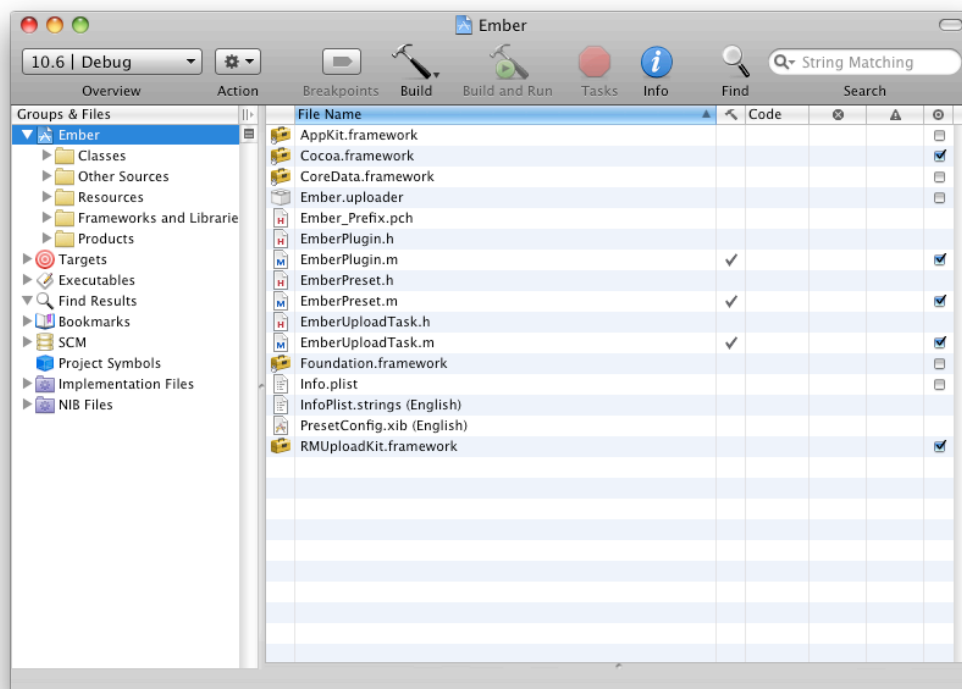 Ember
10.6 | Debug
String Matching
Overview
Action
Breakpoints
Build
Build and Run
Tasks
Info
Find
Search
Groups & Files
File Name
Code
Ember
Classes
Other Sources
Resources
Frameworks and Librarie
Products
Targets
Executables
Find Results
Bookmarks
SCM
Project Symbols
Implementation Files
NIB Files
AppKit.framework
Cocoa.framework
CoreData.framework
Ember.uploader
Ember_Prefix.pch
EmberPlugin.h
EmberPlugin.m
EmberPreset.h
EmberPreset.m
EmberUploadTask.h
EmberUploadTask.m
Foundation.framework
Info.plist
InfoPlist.strings (English)
PresetConfig.xib (English)
RMUploadKit.framework